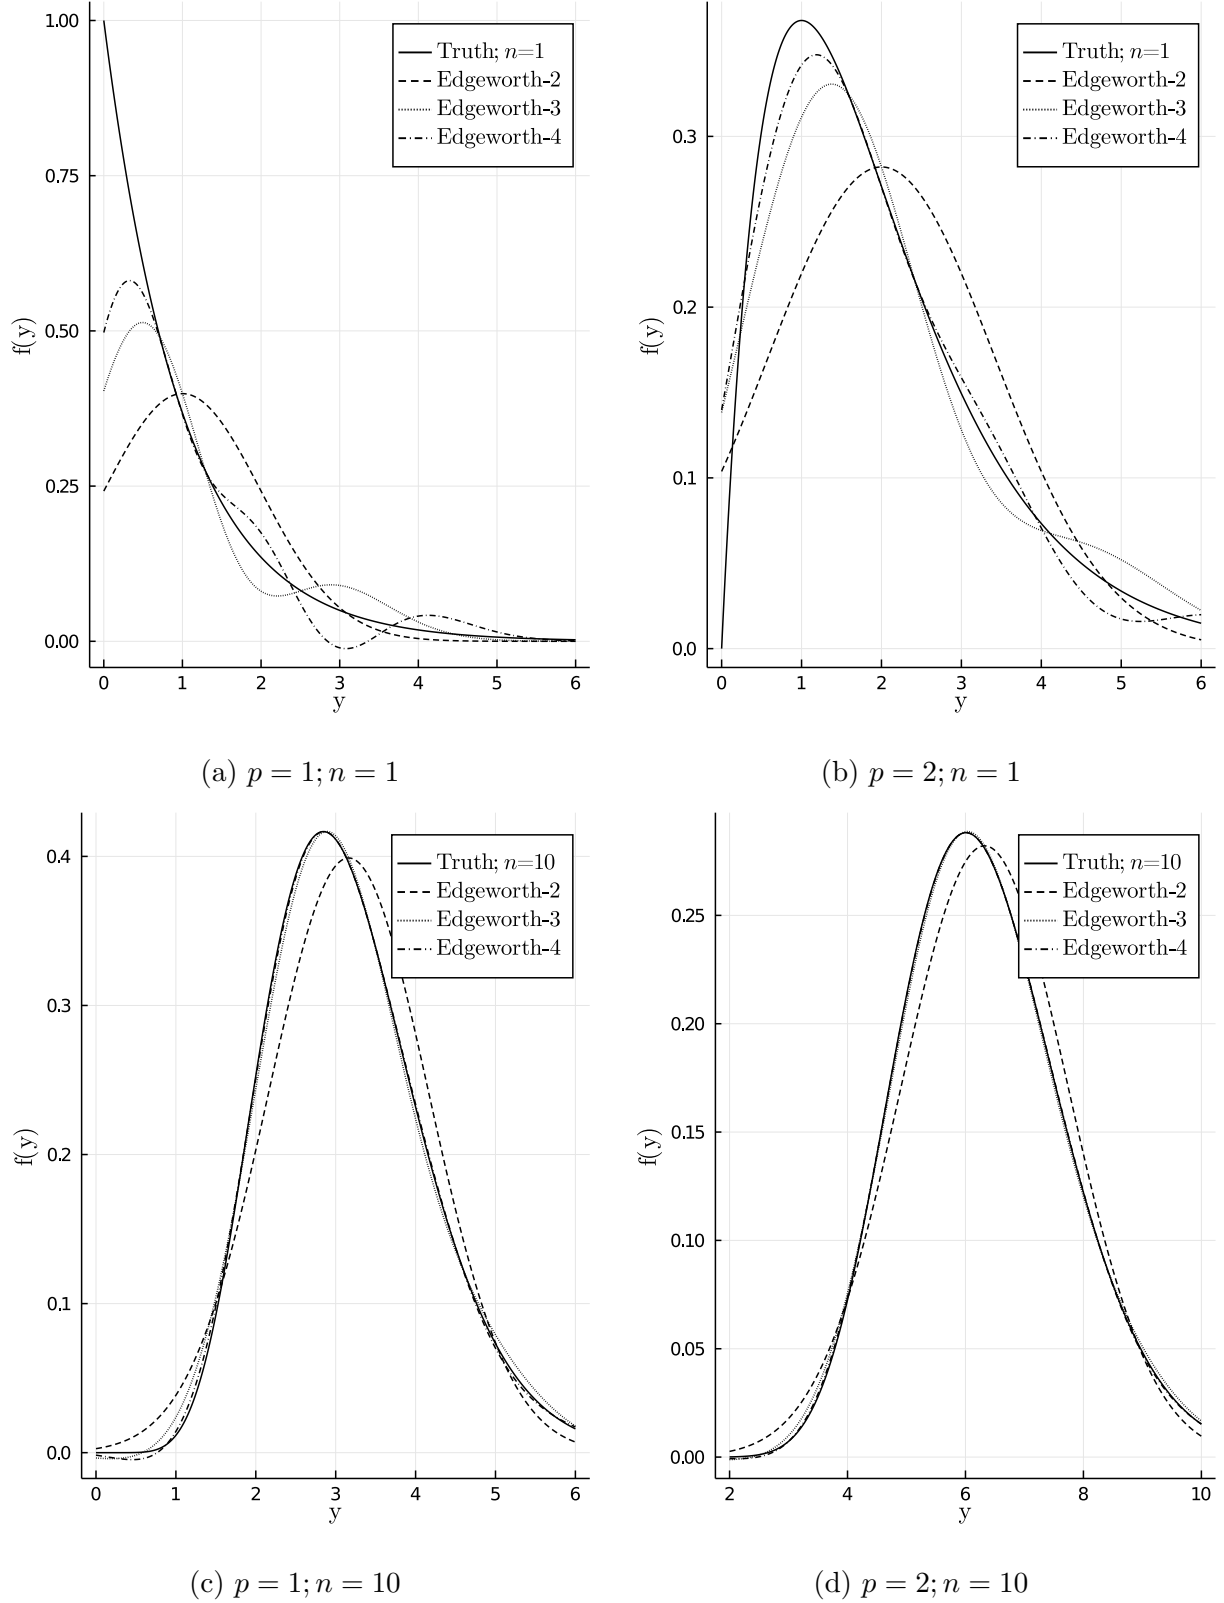 1.00
0.75
0.50
0.25
0.00
f(y)
0 1 2 3 4 5 6
y
Truth; n=1
Edgeworth-2
Edgeworth-3
Edgeworth-4
(a) p = 1; n = 1
0.3
0.2
0.1
0.0
f(y)
0 1 2 3 4 5 6
y
Truth; n=1
Edgeworth-2
Edgeworth-3
Edgeworth-4
(b) p = 2; n = 1
0.4
0.3
0.2
0.1
0.0
f(y)
0 1 2 3 4 5 6
y
Truth; n=10
Edgeworth-2
Edgeworth-3
Edgeworth-4
(c) p = 1; n = 10
0.25
0.20
0.15
0.10
0.05
0.00
f(y)
2 4 6 8 10
y
Truth; n=10
Edgeworth-2
Edgeworth-3
Edgeworth-4
(d) p = 2; n = 10